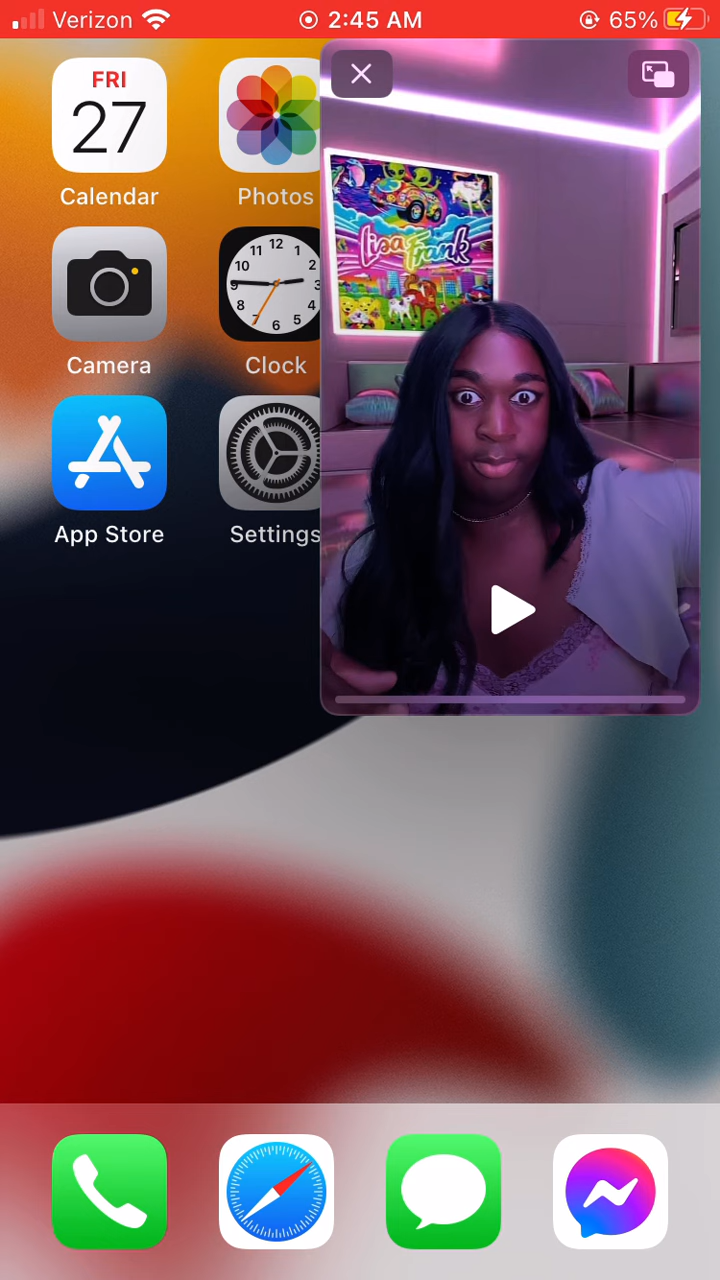 Verizon 2:45 AM 65%
FRI
27
Calendar
Photos
12
11
1
10
2
9
3
8
4
7
6
5
Camera
Clock
App Store
Settings
Lisa Frank